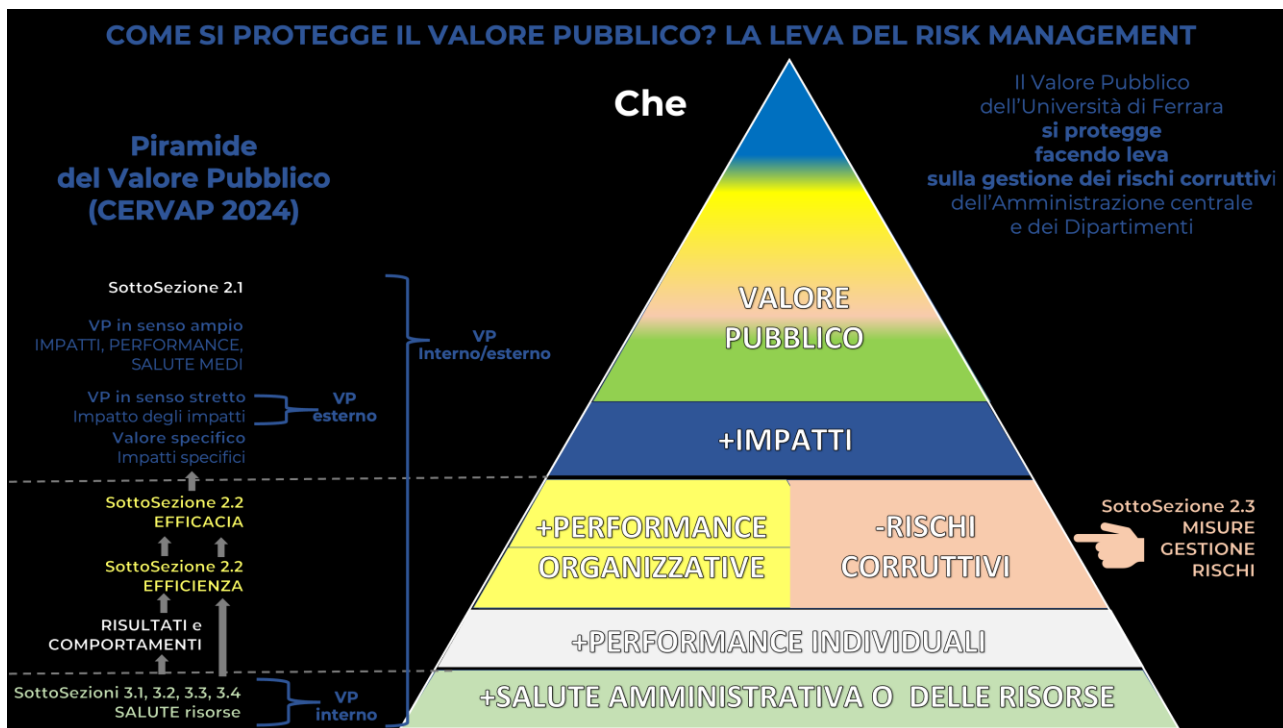 COME SI PROTEGGE IL VALORE PUBBLICO? LA LEVA DEL RISK MANAGEMENT
Che
Il Valore Pubblico
dell'Università di Ferrara
si protegge
facendo leva
sulla gestione dei rischi corruttivi
dell'Amministrazione centrale
e dei Dipartimenti
Piramide
del Valore Pubblico
(CERVAP 2024)
SottoSezione 2.1
VP in senso ampio
IMPATTI, PERFORMANCE,
SALUTE MEDI
VP in senso stretto
Impatto degli impatti
Valore specifico
Impatti specifici
VP
esterno
VP
Interno/esterno
SottoSezione 2.2
EFFICACIA
SottoSezione 2.2
EFFICIENZA
RISULTATI e
COMPORTAMENTI
SottoSezioni 3.1, 3.2, 3.3, 3.4
SALUTE risorse
VP
interno
VALORE
PUBBLICO
+IMPATTI
+PERFORMANCE
ORGANIZZATIVE
-RISCHI
CORRUTTIVI
+PERFORMANCE INDIVIDUALI
+SALUTE AMMINISTRATIVA O DELLE RISORSE
SottoSezione 2.3
MISURE
GESTIONE
RISCHI